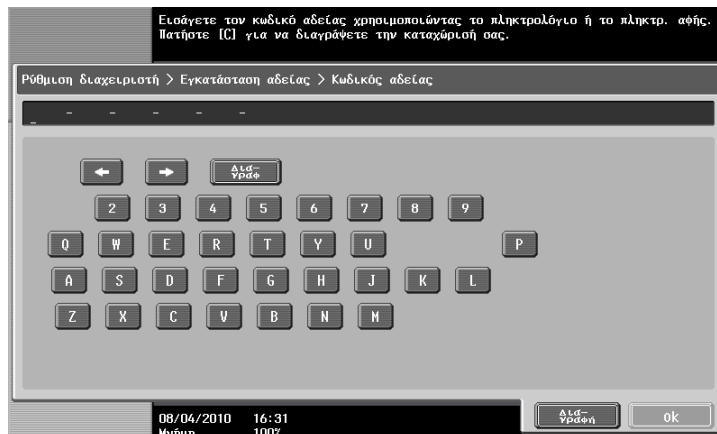 Εισάγετε τον κωδικό αδείας χρησιμοποιώντας το πληκτρολόγιο ή το πληκτρ. αφής.
Πατήστε [C] για να διαγράψετε την καταχώρισή σας.
Ρύθμιση διαχειριστή > Εγκατάσταση αδείας > Κωδικός αδείας
_ - - - - -
← → Δια-
γραφ
2 3 4 5 6 7 8 9
Q W E R T Y U P
A S D F G H J K L
Z X C V B N M
Δια-
γραφή
ok
08/04/2010 16:31
Μνήμη 100%